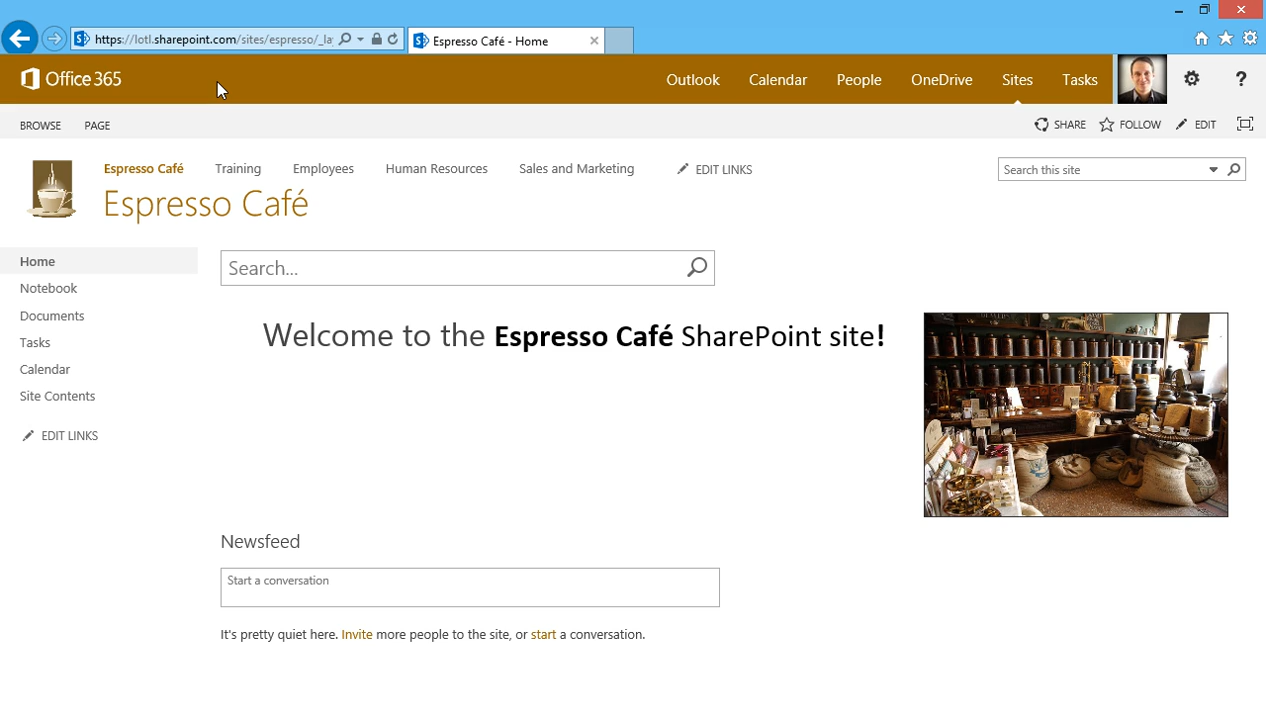 https://lotl.sharepoint.com/sites/espresso/_la
Espresso Café - Home
Office 365
Outlook
Calendar
People
OneDrive
Sites
Tasks
?
BROWSE
PAGE
SHARE
FOLLOW
EDIT
Espresso Café
Training
Employees
Human Resources
Sales and Marketing
EDIT LINKS
Search this site
Espresso Café
Home
Notebook
Documents
Tasks
Calendar
Site Contents
EDIT LINKS
Search...
Welcome to the Espresso Café SharePoint site!
Newsfeed
Start a conversation
It's pretty quiet here. Invite more people to the site, or start a conversation.